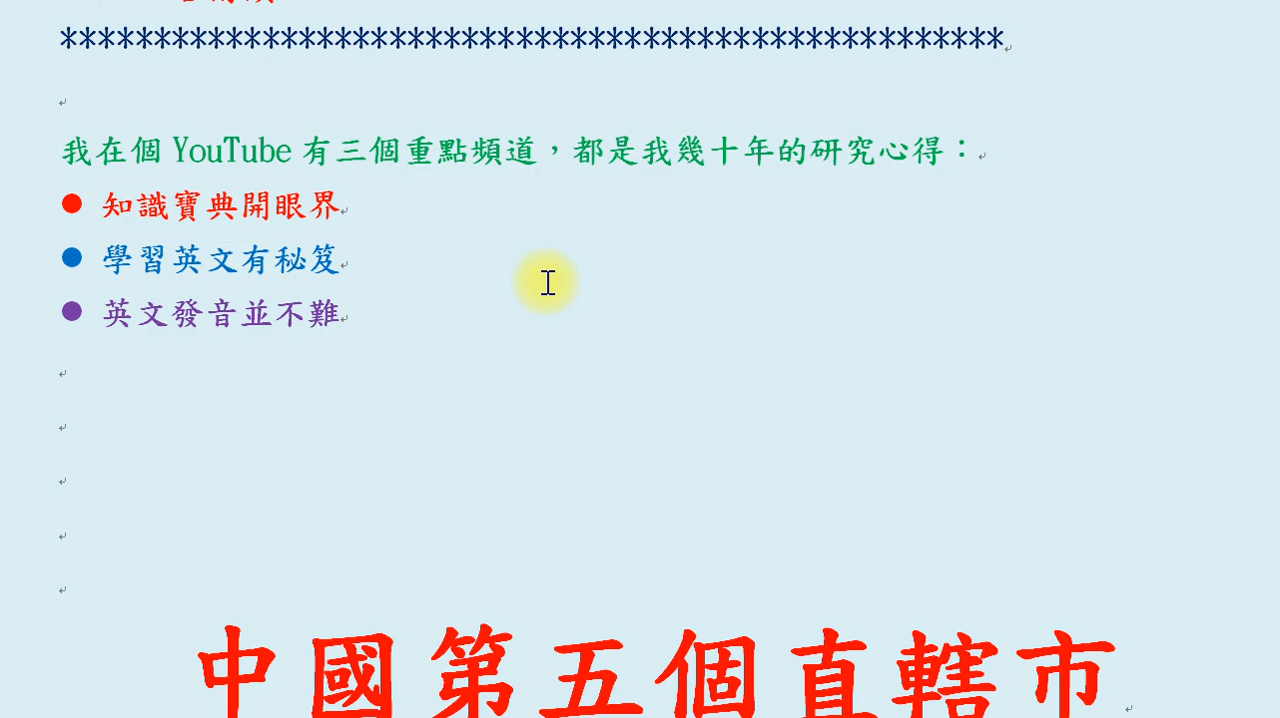 ****************************************************
我在個 YouTube 有三個重點頻道，都是我幾十年的研究心得：
● 知識寶典開眼界
● 學習英文有秘笈
● 英文發音並不難
中國第五個直轄市